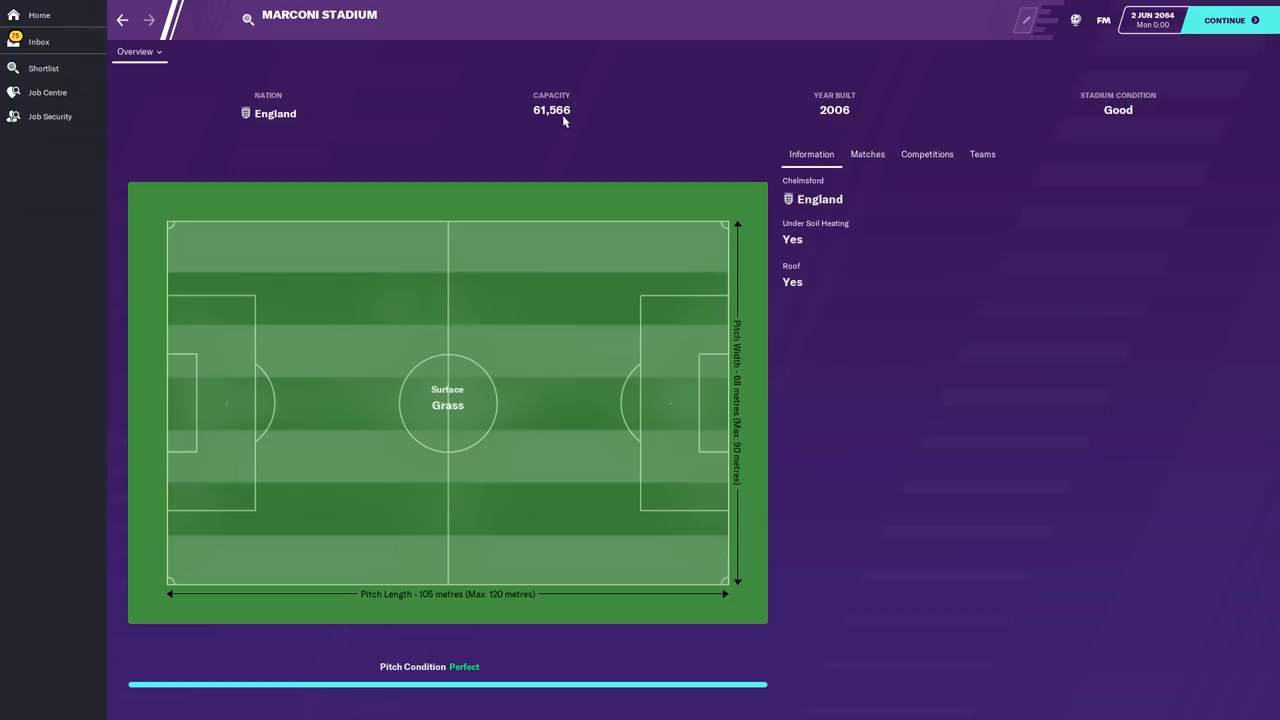 Home
75
Inbox
Shortlist
Job Centre
Job Security
MARCONI STADIUM
FM
2 JUN 2064
Mon 0:00
CONTINUE
Overview
NATION
England
CAPACITY
61,566
YEAR BUILT
2006
STADIUM CONDITION
Good
Information Matches Competitions Teams
Chelmsford
England
Under Soil Heating
Yes
Roof
Yes
Surface
Grass
Pitch Width - 68 metres (Max: 90 metres)
Pitch Length - 105 metres (Max: 120 metres)
Pitch Condition Perfect